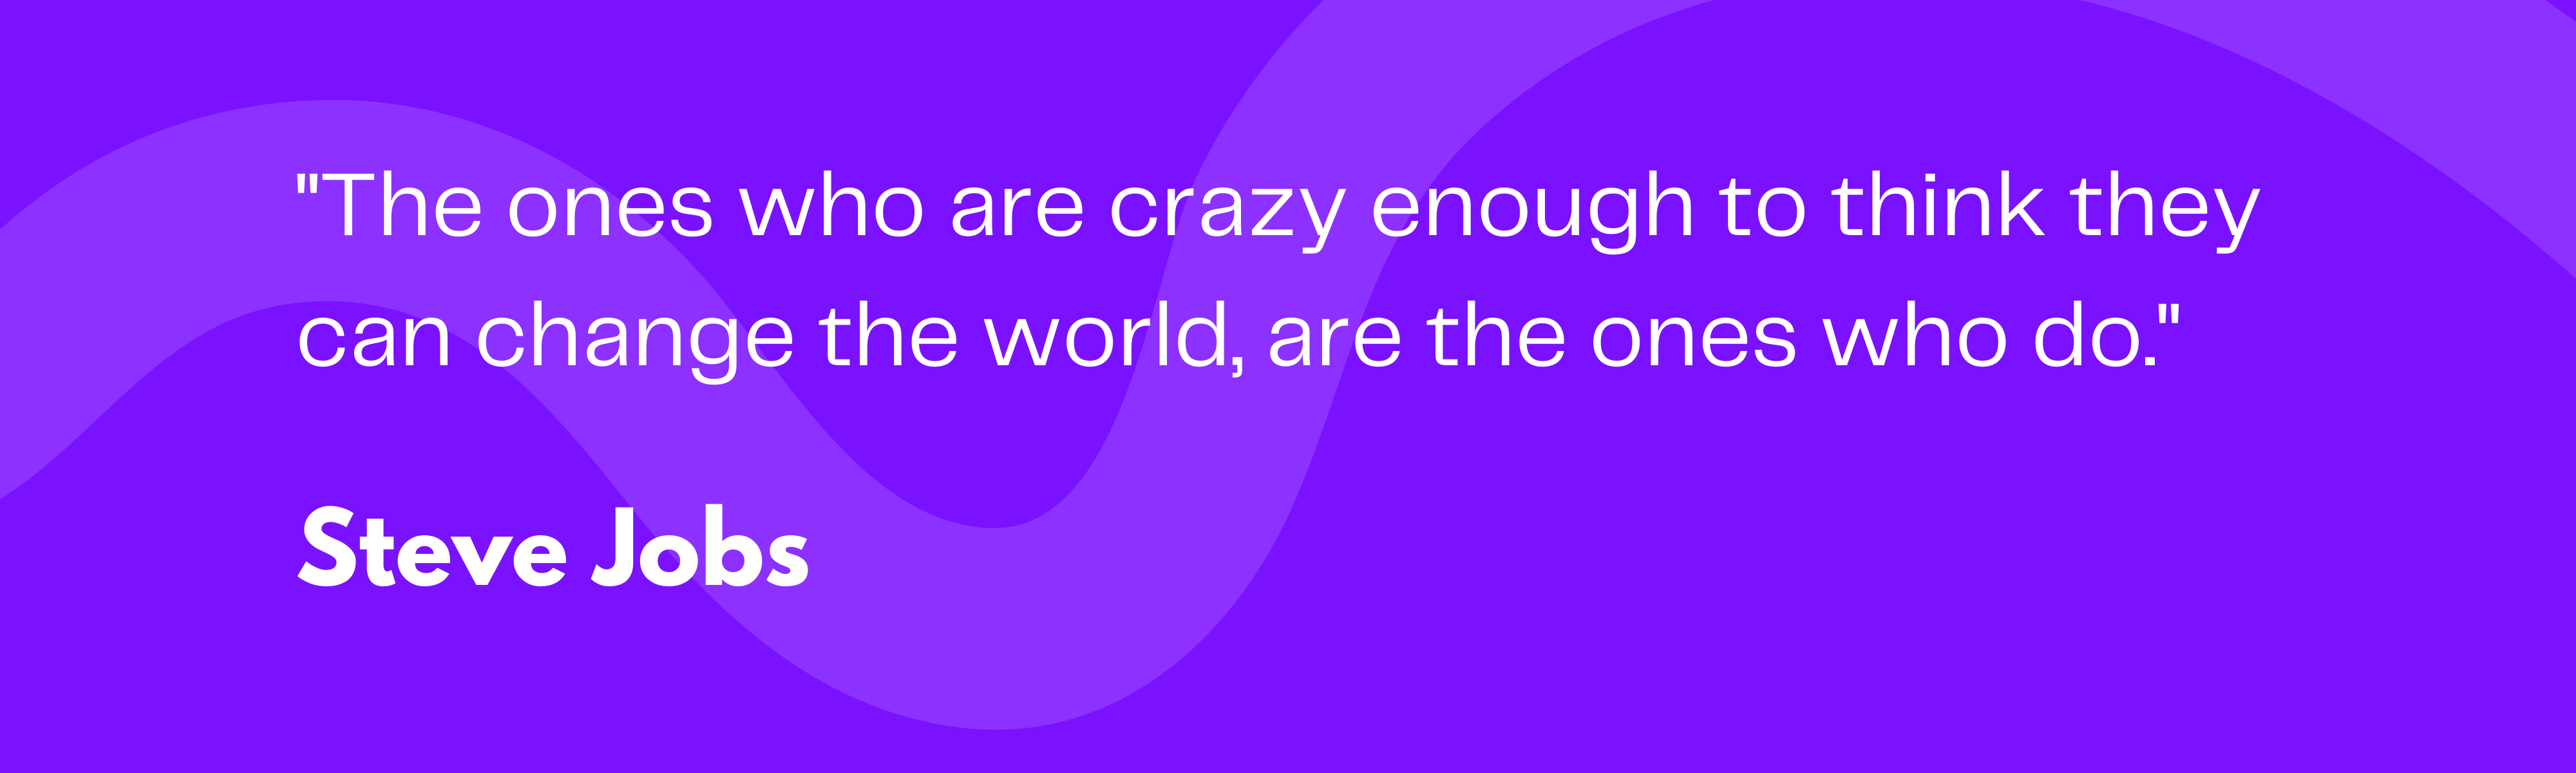 "The ones who are crazy enough to think they
can change the world, are the ones who do."
Steve Jobs